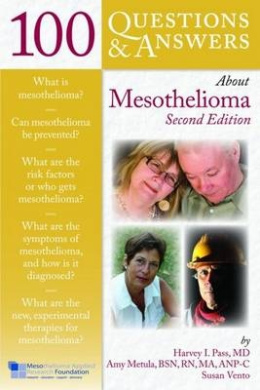 100 QUESTIONS
& ANSWERS
About
Mesothelioma
Second Edition
What is
mesothelioma?
Can mesothelioma
be prevented?
What are the
risk factors
or who gets
mesothelioma?
What are the
symptoms of
mesothelioma,
and how is it
diagnosed?
What are the
new, experimental
therapies for
mesothelioma?
Mesothelioma Applied
Research Foundation
by
Harvey I. Pass, MD
Amy Metula, BSN, RN, MA, ANP-C
Susan Vento